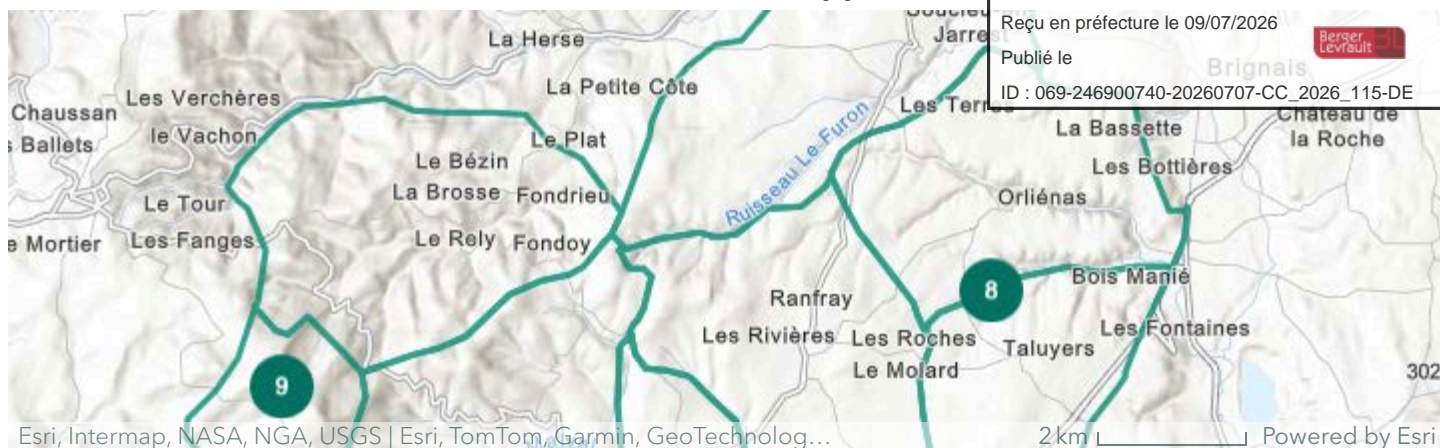 Reçu en préfecture le 09/07/2026
Publié le
ID : 069-246900740-20260707-CC_2026_115-DE
Berger
Levrault
La Herse
Jarrest
Brignais
La Petite Côte
Les Verchères
Chaussan
Les Terres
Château de
la Roche
La Bassette
le Vachon
Ballets
Le Plat
Ruisseau Le Furon
Le Bézin
Les Bottières
La Brosse
Fondrieu
Orliénas
Le Tour
Mortier
Les Fanges
Le Rely
Fondoy
Bois Manié
8
Ranfray
Les Rivières
Les Roches
Les Fontaines
Taluyers
Le Molard
302
9
Esri, Intermap, NASA, NGA, USGS | Esri, TomTom, Garmin, GeoTechnolog...
2 km
Powered by Esri